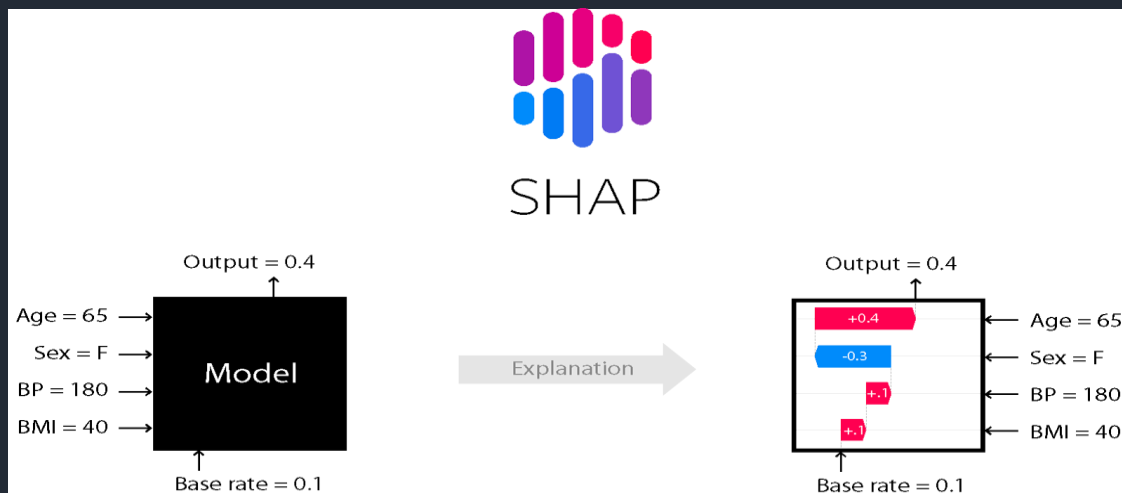 SHAP
Output = 0.4
Age = 65
Sex = F
BP = 180
BMI = 40
Model
Base rate = 0.1
Explanation
Output = 0.4
+0.4
-0.3
+.1
+.1
Age = 65
Sex = F
BP = 180
BMI = 40
Base rate = 0.1